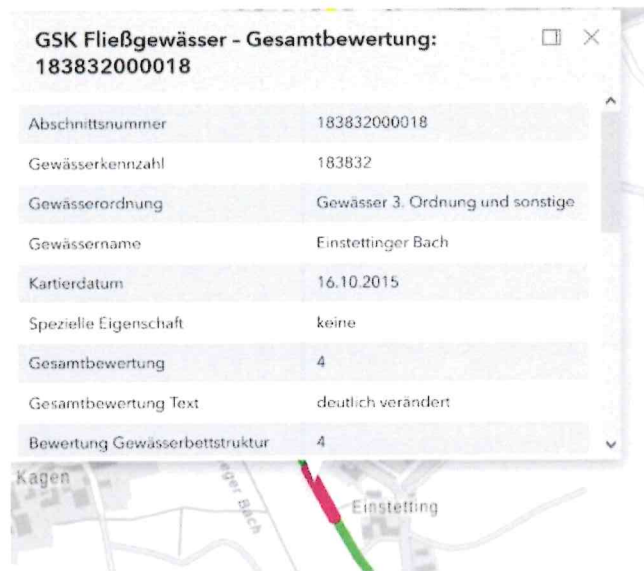 GSK Fließgewässer – Gesamtbewertung:
183832000018
Abschnittsnummer 183832000018
Gewässerkennzahl 183832
Gewässerordnung Gewässer 3. Ordnung und sonstige
Gewässername Einstettinger Bach
Kartierdatum 16.10.2015
Spezielle Eigenschaft keine
Gesamtbewertung 4
Gesamtbewertung Text deutlich verändert
Bewertung Gewässerbettstruktur 4
Kagen
Bach
Einstetting